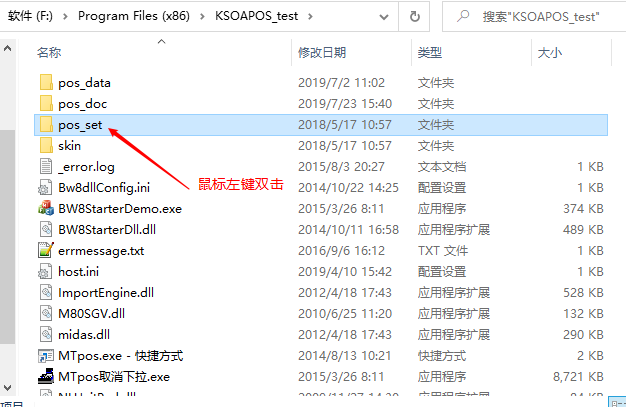 软件 (F:) > Program Files (x86) > KSOAPOS_test > 搜索"KSOAPOS_test"
名称 修改日期 类型 大小
pos_data 2019/7/2 11:02 文件夹
pos_doc 2019/7/23 15:40 文件夹
pos_set 2018/5/17 10:57 文件夹
skin 2018/5/17 10:57 文件夹
鼠标左键双击
_error.log 2015/8/3 20:27 文本文档 1 KB
Bw8dllConfig.ini 2014/10/22 14:25 配置设置 1 KB
BW8StarterDemo.exe 2015/3/26 8:11 应用程序 374 KB
BW8StarterDll.dll 2014/10/11 16:58 应用程序扩展 489 KB
errmessage.txt 2016/9/6 16:12 TXT 文件 1 KB
host.ini 2019/4/10 15:42 配置设置 1 KB
ImportEngine.dll 2012/4/18 17:43 应用程序扩展 528 KB
M80SGV.dll 2010/6/25 11:20 应用程序扩展 132 KB
midas.dll 2012/4/18 17:43 应用程序扩展 290 KB
MTpos.exe - 快捷方式 2014/8/13 10:21 快捷方式 2 KB
MTpos取消下拉.exe 2015/3/26 8:11 应用程序 8,721 KB